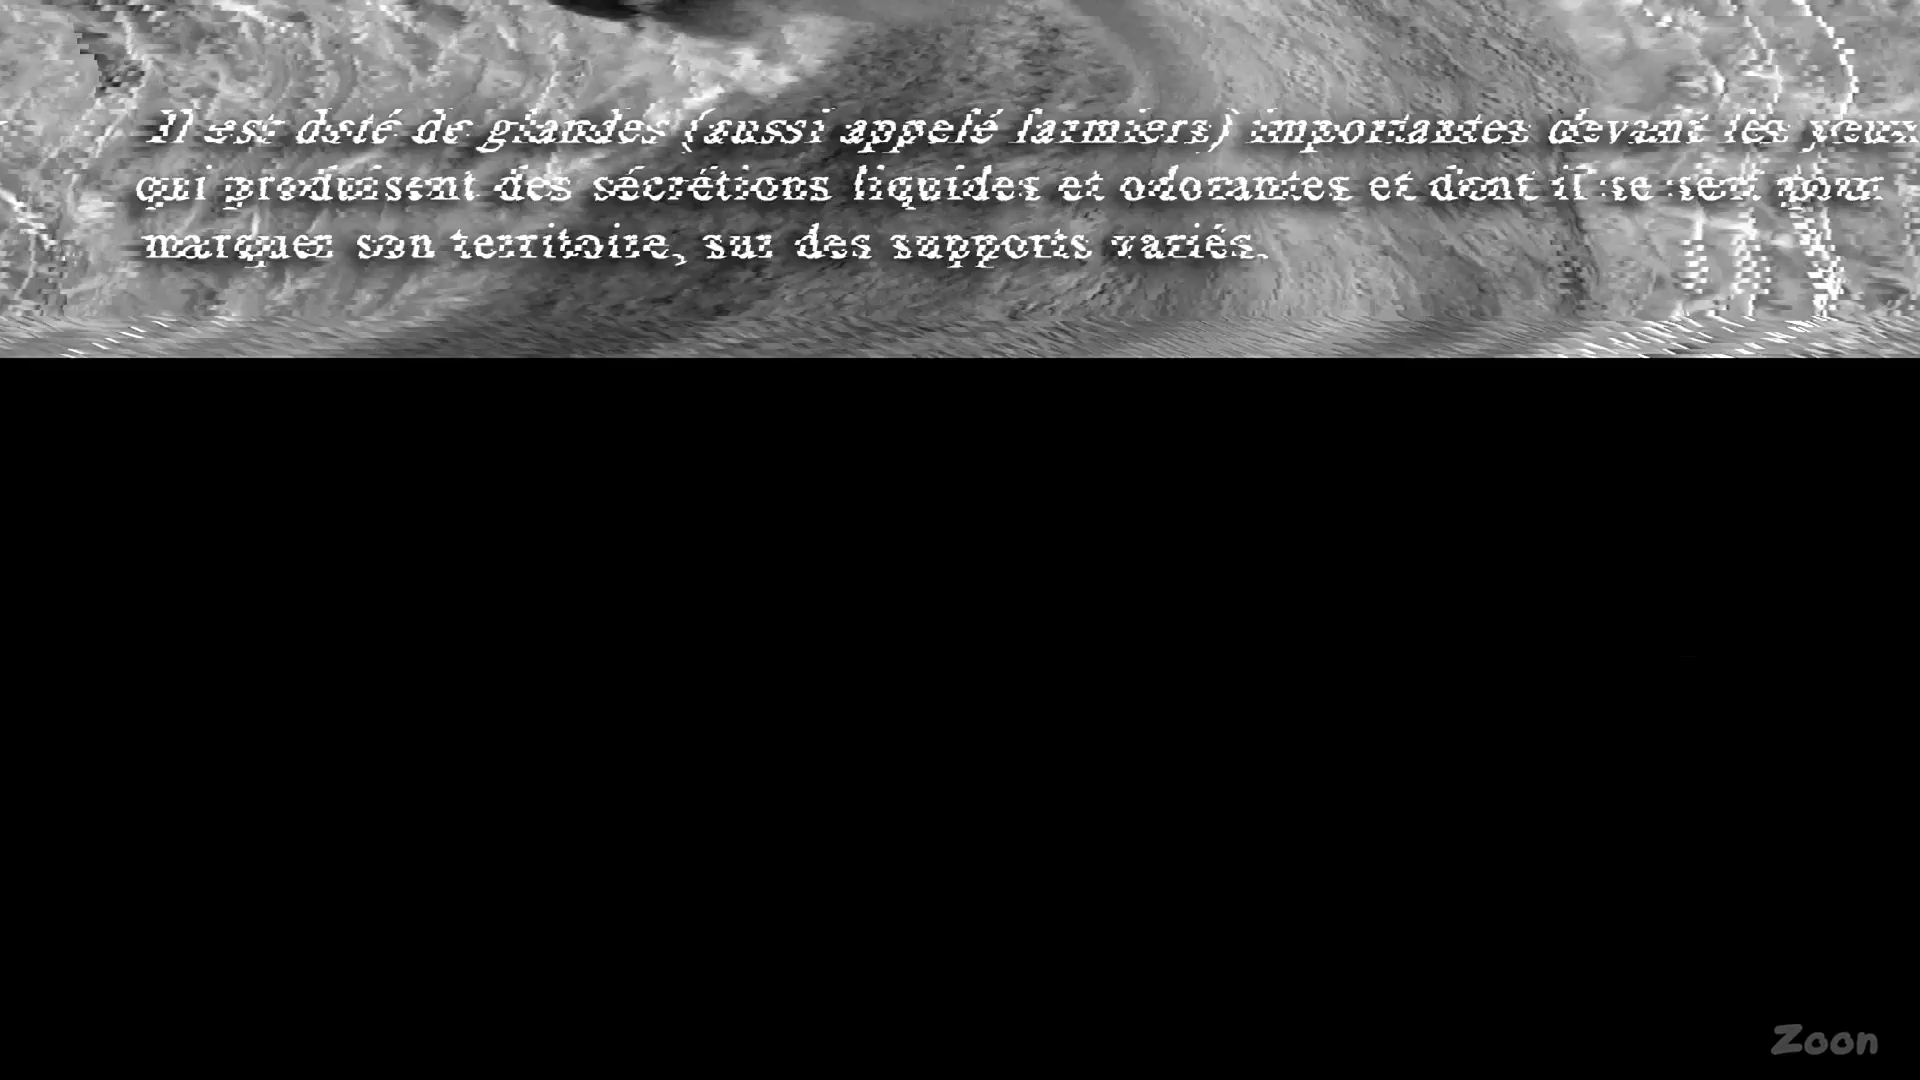 Il est doté de glandes (aussi appelé larmiers) importantes devant les yeux
qui produisent des sécrétions liquides et odorantes et dont il se sert pour
marquer son territoire, sur des supports variés.
Zoon